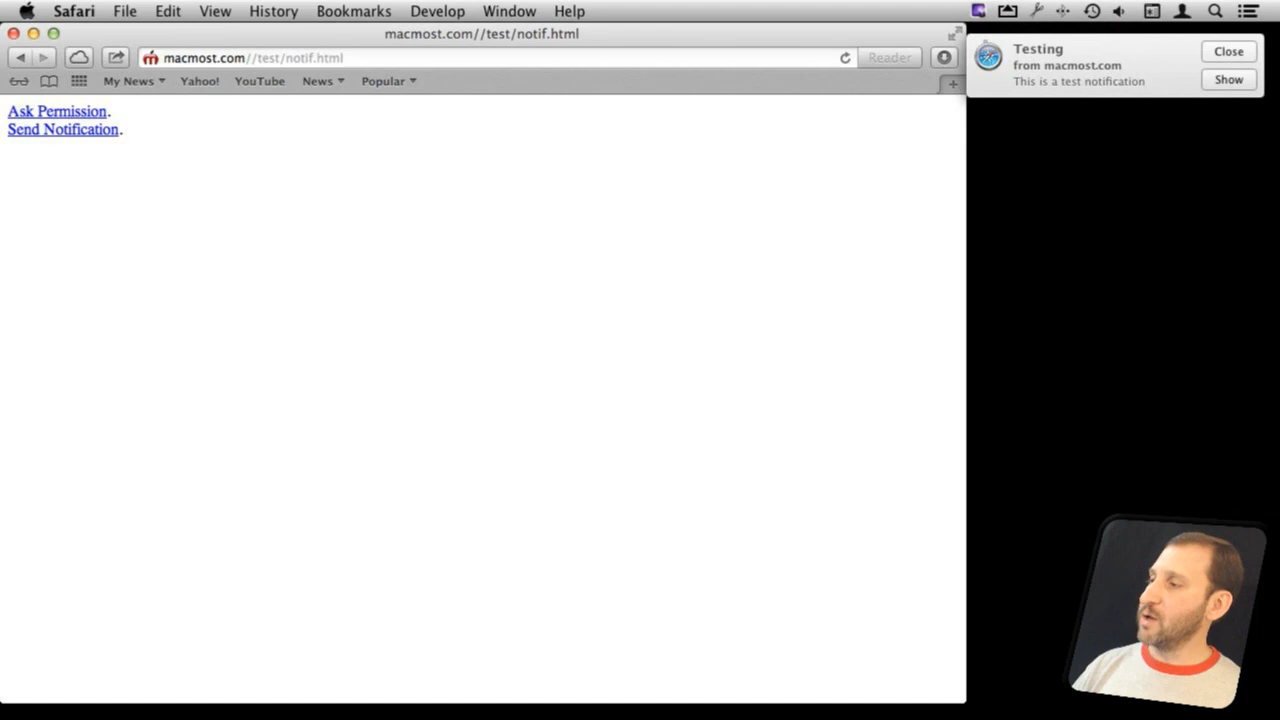 Safari File Edit View History Bookmarks Develop Window Help
macmost.com//test/notif.html
macmost.com//test/notif.html Reader
My News Yahoo! YouTube News Popular
Ask Permission.
Send Notification.
Testing
from macmost.com
This is a test notification
Close
Show